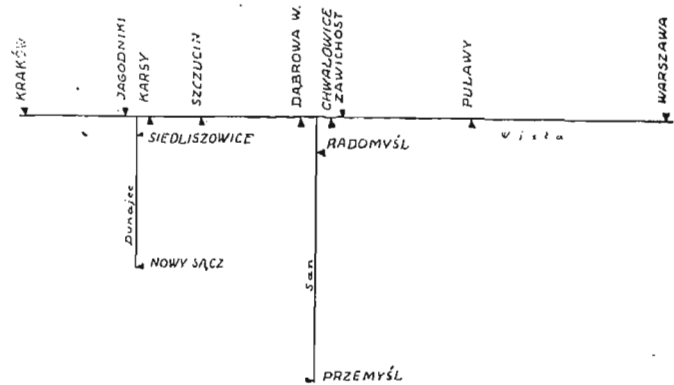 KRAKÓW
JAGODNIKI
KARSY
SZCZUCIN
DĄBROWA W.
CHWAŁOWICE
ZAWICHOST
PUŁAWY
WARSZAWA
SIEDLISZOWICE
RADOMYŚL
Wisła
Dunajec
NOWY SĄCZ
San
PRZEMYŚL